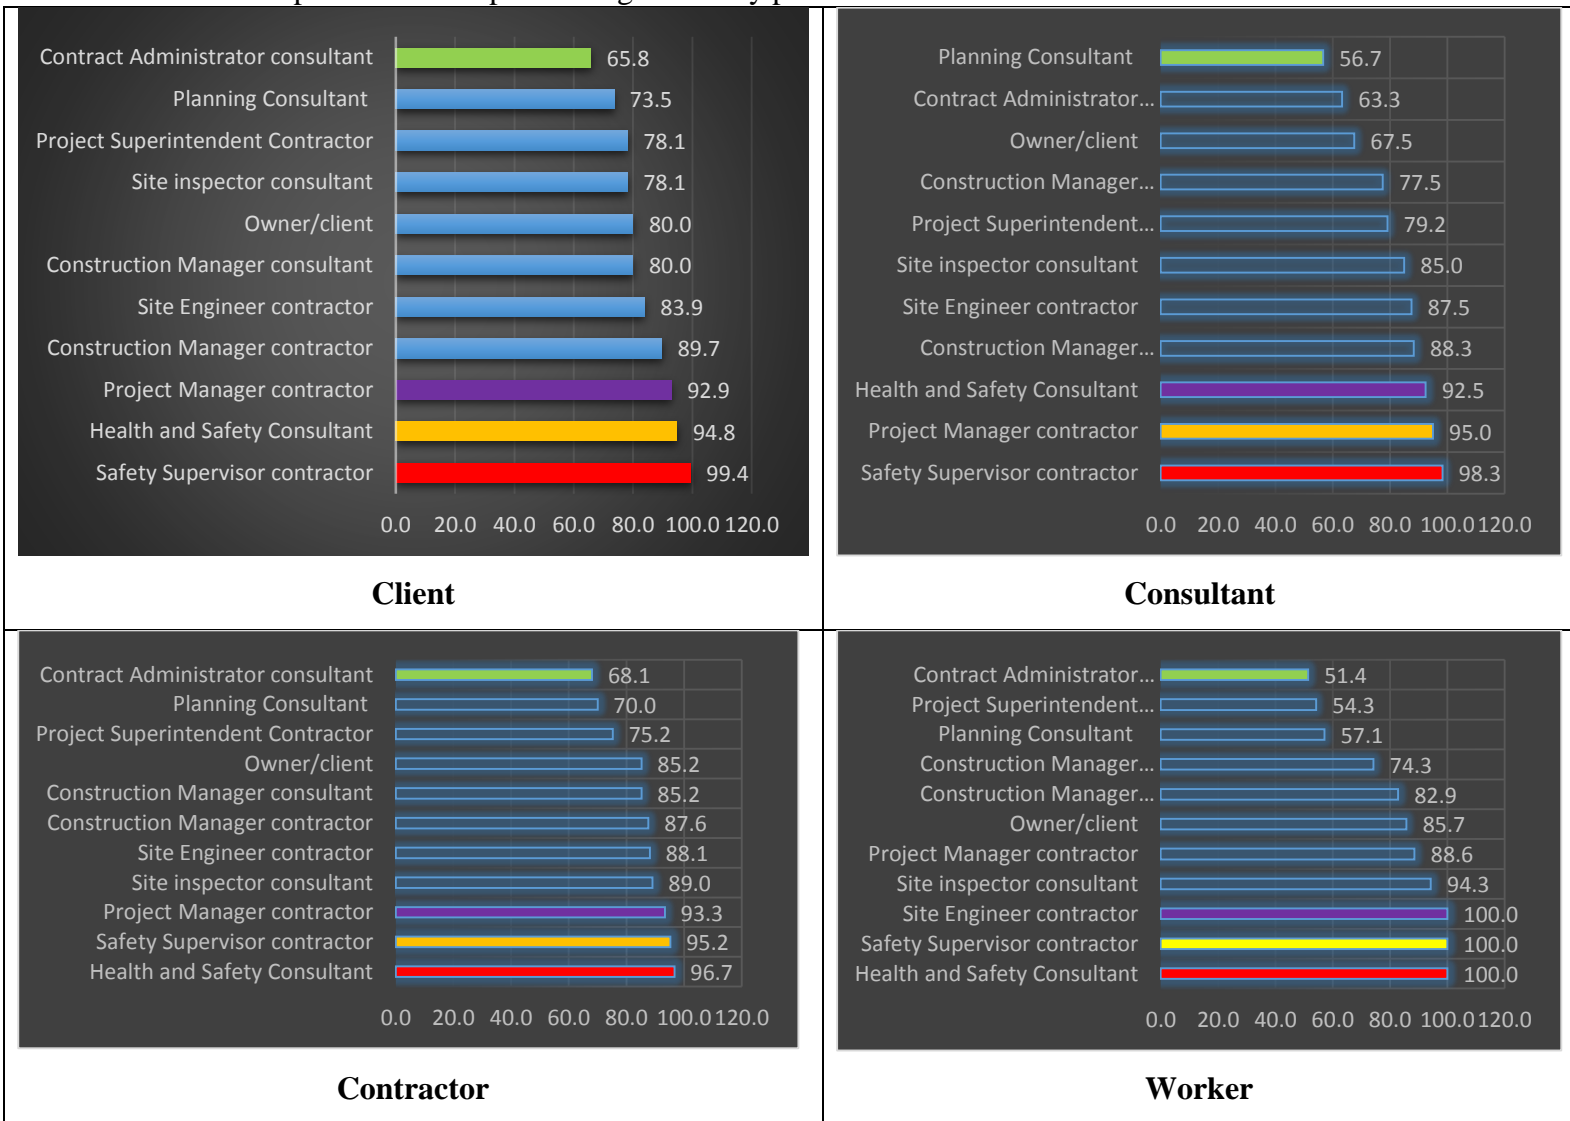 Contract Administrator consultant 65.8
Planning Consultant 73.5
Project Superintendent Contractor 78.1
Site inspector consultant 78.1
Owner/client 80.0
Construction Manager consultant 80.0
Site Engineer contractor 83.9
Construction Manager contractor 89.7
Project Manager contractor 92.9
Health and Safety Consultant 94.8
Safety Supervisor contractor 99.4
0.0 20.0 40.0 60.0 80.0 100.0 120.0
Client
Planning Consultant 56.7
Contract Administrator... 63.3
Owner/client 67.5
Construction Manager... 77.5
Project Superintendent... 79.2
Site inspector consultant 85.0
Site Engineer contractor 87.5
Construction Manager... 88.3
Health and Safety Consultant 92.5
Project Manager contractor 95.0
Safety Supervisor contractor 98.3
0.0 20.0 40.0 60.0 80.0 100.0 120.0
Consultant
Contract Administrator consultant 68.1
Planning Consultant 70.0
Project Superintendent Contractor 75.2
Owner/client 85.2
Construction Manager consultant 85.2
Construction Manager contractor 87.6
Site Engineer contractor 88.1
Site inspector consultant 89.0
Project Manager contractor 93.3
Safety Supervisor contractor 95.2
Health and Safety Consultant 96.7
0.0 20.0 40.0 60.0 80.0 100.0 120.0
Contractor
Contract Administrator... 51.4
Project Superintendent... 54.3
Planning Consultant 57.1
Construction Manager... 74.3
Construction Manager... 82.9
Owner/client 85.7
Project Manager contractor 88.6
Site inspector consultant 94.3
Site Engineer contractor 100.0
Safety Supervisor contractor 100.0
Health and Safety Consultant 100.0
0.0 20.0 40.0 60.0 80.0 100.0 120.0
Worker